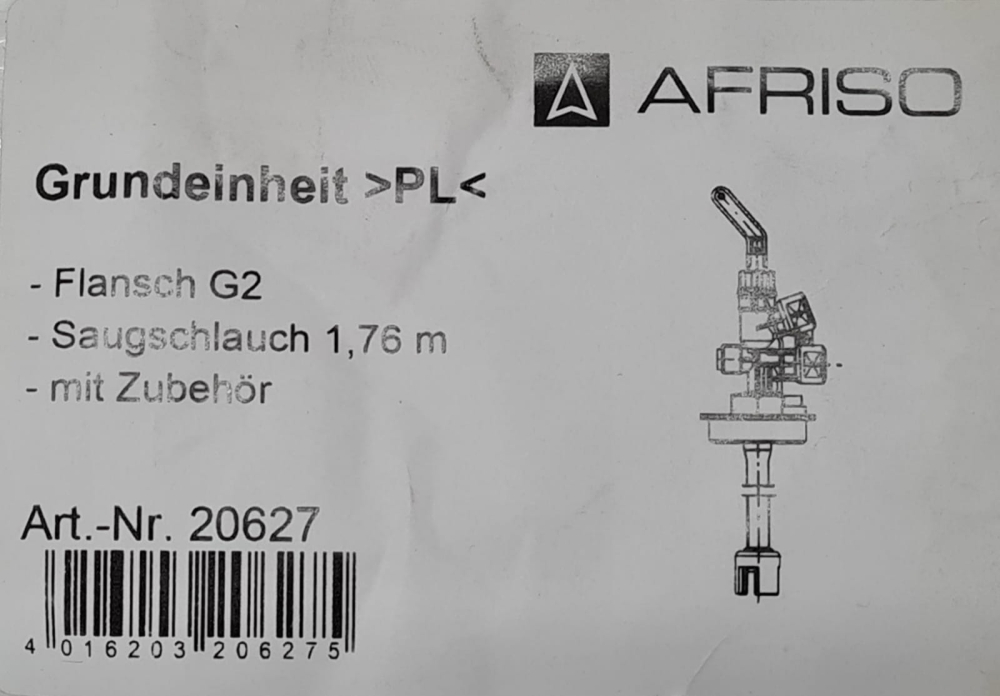 AFRISO
Grundeinheit >PL<
- Flansch G2
- Saugschlauch 1,76 m
- mit Zubehör
Art.-Nr. 20627
4 016203 206275